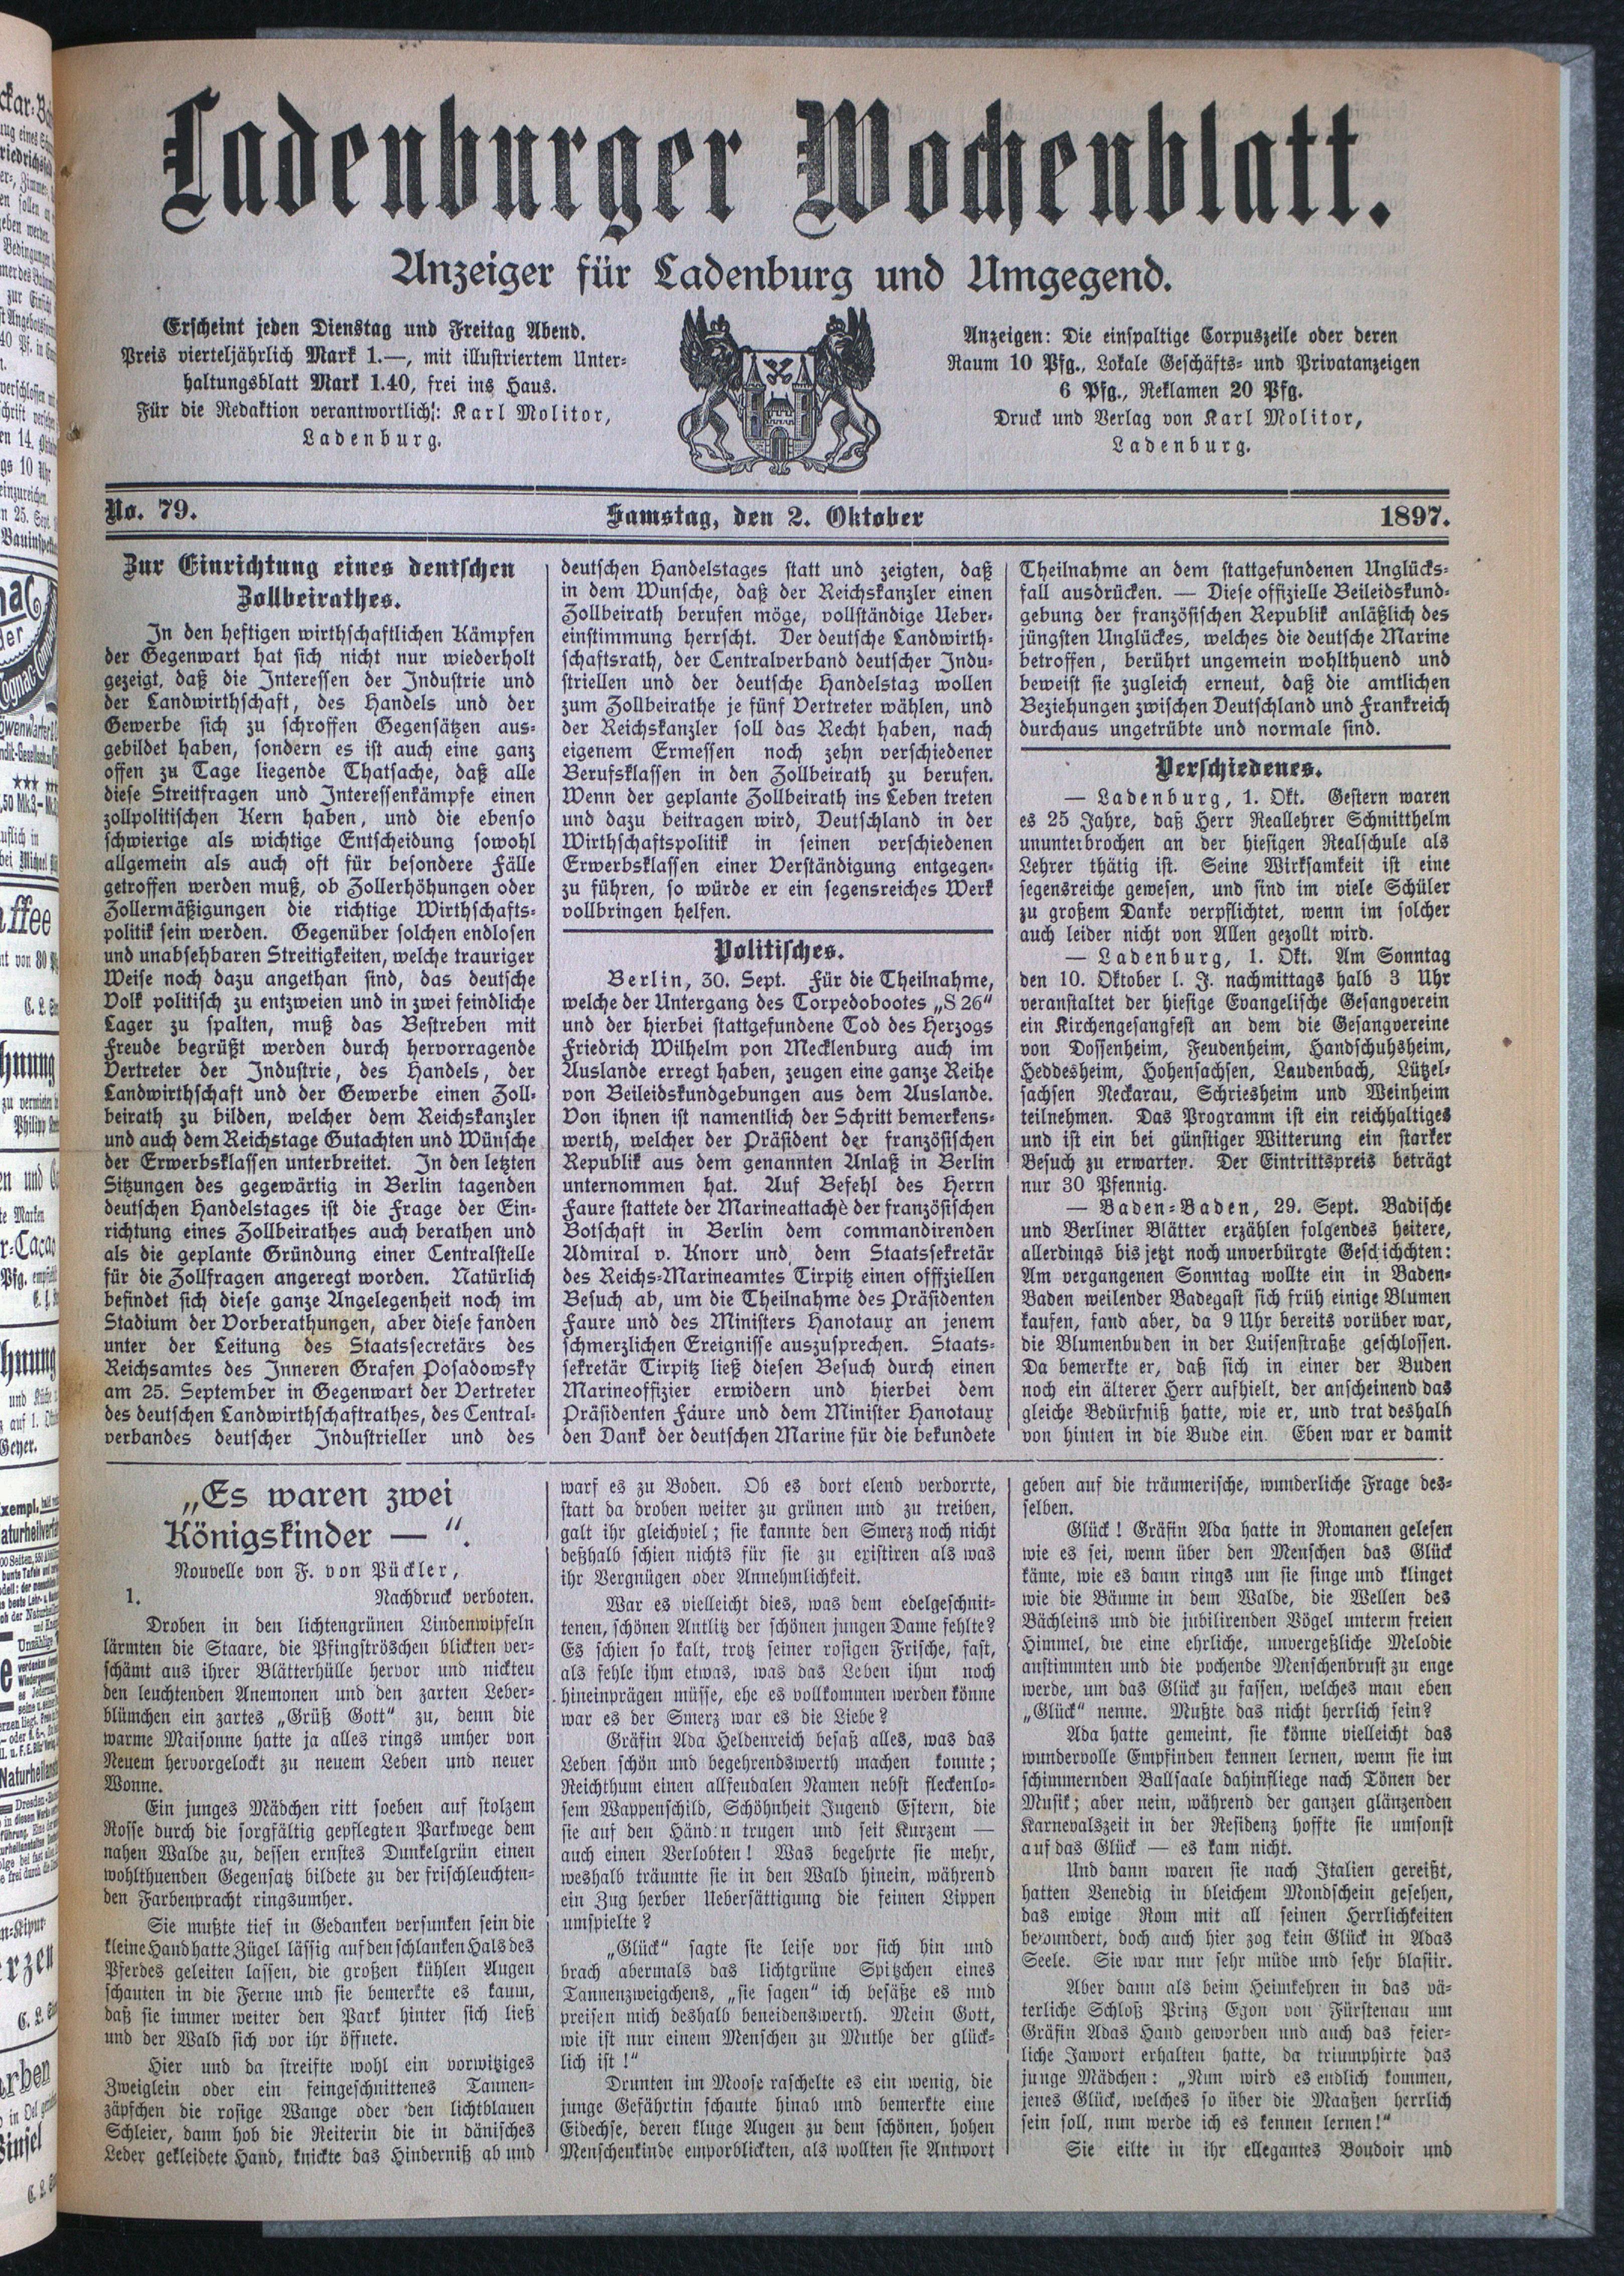 Ladenburger Wochenblatt.
Anzeiger für Ladenburg und Umgegend.
Erscheint jeden Dienstag und Freitag Abend.
Preis vierteljährlich Mark 1.—, mit illustriertem Unter-
haltungsblatt Mark 1.40, frei ins Haus.
Für die Redaktion verantwortlich: Karl Molitor,
Ladenburg.
Anzeigen: Die einspaltige Corpuszeile oder deren
Raum 10 Pfg., Lokale Geschäfts- und Privatanzeigen
6 Pfg., Reklamen 20 Pfg.
Druck und Verlag von Karl Molitor,
Ladenburg.
No. 79.
Samstag, den 2. Oktober
1897.
Zur Einrichtung eines deutschen
Zollbeirathes.
In den heftigen wirthschaftlichen Kämpfen
der Gegenwart hat sich nicht nur wiederholt
gezeigt, daß die Interessen der Industrie und
der Landwirthschaft, des Handels und der
Gewerbe sich zu schroffen Gegensätzen aus-
gebildet haben, sondern es ist auch eine ganz
offen zu Tage liegende Thatsache, daß alle
diese Streitfragen und Interessenkämpfe einen
zollpolitischen Kern haben, und die ebenso
schwierige als wichtige Entscheidung sowohl
allgemein als auch oft für besondere Fälle
getroffen werden muß, ob Zollerhöhungen oder
Zollermäßigungen die richtige Wirthschafts-
politik sein werden. Gegenüber solchen endlosen
und unabsehbaren Streitigkeiten, welche trauriger
Weise noch dazu angethan sind, das deutsche
Volk politisch zu entzweien und in zwei feindliche
Lager zu spalten, muß das Bestreben mit
Freude begrüßt werden durch hervorragende
Vertreter der Industrie, des Handels, der
Landwirthschaft und der Gewerbe einen Zoll-
beirath zu bilden, welcher dem Reichskanzler
und auch dem Reichstage Gutachten und Wünsche
der Erwerbsklassen unterbreitet. In den letzten
Sitzungen des gegewärtig in Berlin tagenden
deutschen Handelstages ist die Frage der Ein-
richtung eines Zollbeirathes auch berathen und
als die geplante Gründung einer Centralstelle
für die Zollfragen angeregt worden. Natürlich
befindet sich diese ganze Angelegenheit noch im
Stadium der Vorberathungen, aber diese fanden
unter der Leitung des Staatssecretärs des
Reichsamtes des Inneren Grafen Posadowsky
am 25. September in Gegenwart der Vertreter
des deutschen Landwirthschaftrathes, des Central-
verbandes deutscher Industrieller und des
deutschen Handelstages statt und zeigten, daß
in dem Wunsche, daß der Reichskanzler einen
Zollbeirath berufen möge, vollständige Ueber-
einstimmung herrscht. Der deutsche Landwirth-
schaftsrath, der Centralverband deutscher Indu-
striellen und der deutsche Handelstag wollen
zum Zollbeirathe je fünf Vertreter wählen, und
der Reichskanzler soll das Recht haben, nach
eigenem Ermessen noch zehn verschiedener
Berufsklassen in den Zollbeirath zu berufen.
Wenn der geplante Zollbeirath ins Leben treten
und dazu beitragen wird, Deutschland in der
Wirthschaftspolitik in seinen verschiedenen
Erwerbsklassen einer Verständigung entgegen-
zu führen, so würde er ein segensreiches Werk
vollbringen helfen.
Politisches.
Berlin, 30. Sept. Für die Theilnahme,
welche der Untergang des Torpedobootes „S 26“
und der hierbei stattgefundene Tod des Herzogs
Friedrich Wilhelm von Mecklenburg auch im
Auslande erregt haben, zeugen eine ganze Reihe
von Beileidskundgebungen aus dem Auslande.
Von ihnen ist namentlich der Schritt bemerkens-
werth, welcher der Präsident der französischen
Republik aus dem genannten Anlaß in Berlin
unternommen hat. Auf Befehl des Herrn
Faure stattete der Marineattachè der französischen
Botschaft in Berlin dem commandirenden
Admiral v. Knorr und dem Staatssekretär
des Reichs-Marineamtes Tirpitz einen offziellen
Besuch ab, um die Theilnahme des Präsidenten
Faure und des Ministers Hanotaux an jenem
schmerzlichen Ereignisse auszusprechen. Staats-
sekretär Tirpitz ließ diesen Besuch durch einen
Marineoffizier erwidern und hierbei dem
Präsidenten Faure und dem Minister Hanotaux
den Dank der deutschen Marine für die bekundete
Theilnahme an dem stattgefundenen Unglücks-
fall ausdrücken. — Diese offizielle Beileidskund-
gebung der französischen Republik anläßlich des
jüngsten Unglückes, welches die deutsche Marine
betroffen, berührt ungemein wohlthuend und
beweist sie zugleich erneut, daß die amtlichen
Beziehungen zwischen Deutschland und Frankreich
durchaus ungetrübte und normale sind.
Verschiedenes.
— Ladenburg, 1. Okt. Gestern waren
es 25 Jahre, daß Herr Reallehrer Schmitthelm
ununterbrochen an der hiesigen Realschule als
Lehrer thätig ist. Seine Wirksamkeit ist eine
segensreiche gewesen, und sind im viele Schüler
zu großem Danke verpflichtet, wenn im solcher
auch leider nicht von Allen gezollt wird.
— Ladenburg, 1. Okt. Am Sonntag
den 10. Oktober l. J. nachmittags halb 3 Uhr
veranstaltet der hiesige Evangelische Gesangverein
ein Kirchengesangfest an dem die Gesangvereine
von Dossenheim, Feudenheim, Handschuhsheim,
Heddesheim, Hohensachsen, Laudenbach, Lützel-
sachsen Neckarau, Schriesheim und Weinheim
teilnehmen. Das Programm ist ein reichhaltiges
und ist ein bei günstiger Witterung ein starker
Besuch zu erwarten. Der Eintrittspreis beträgt
nur 30 Pfennig.
— Baden-Baden, 29. Sept. Badische
und Berliner Blätter erzählen folgendes heitere,
allerdings bis jetzt noch unverbürgte Geschichchten:
Am vergangenen Sonntag wollte ein in Baden-
Baden weilender Badegast sich früh einige Blumen
kaufen, fand aber, da 9 Uhr bereits vorüber war,
die Blumenbuden in der Luisenstraße geschlossen.
Da bemerkte er, daß sich in einer der Buden
noch ein älterer Herr aufhielt, der anscheinend das
gleiche Bedürfniß hatte, wie er, und trat deshalb
von hinten in die Bude ein. Eben war er damit
„Es waren zwei
Königskinder — “.
Nouvelle von F. von Pückler,
1. Nachdruck verboten.
Droben in den lichtengrünen Lindenwipfeln
lärmten die Staare, die Pfingströschen blickten ver-
schämt aus ihrer Blätterhülle hervor und nickten
den leuchtenden Anemonen und den zarten Leber-
blümchen ein zartes „Grüß Gott“ zu, denn die
warme Maisonne hatte ja alles rings umher von
Neuem hervorgelockt zu neuem Leben und neuer
Wonne.
Ein junges Mädchen ritt soeben auf stolzem
Rosse durch die sorgfältig gepflegten Parkwege dem
nahen Walde zu, dessen ernstes Dunkelgrün einen
wohlthuenden Gegensatz bildete zu der frischleuchten-
den Farbenpracht ringsumher.
Sie mußte tief in Gedanken versunken sein die
kleine Hand hatte Zügel lässig auf den schlanken Hals des
Pferdes geleiten lassen, die großen kühlen Augen
schauten in die Ferne und sie bemerkte es kaum,
daß sie immer weiter den Park hinter sich ließ
und der Wald sich vor ihr öffnete.
Hier und da streifte wohl ein vorwitziges
Zweiglein oder ein feingeschnittenes Tannen-
zäpfchen die rosige Wange oder den lichtblauen
Schleier, dann hob die Reiterin die in dänisches
Leder gekleidete Hand, knickte das Hinderniß ab und
warf es zu Boden. Ob es dort elend verdorrte,
statt da droben weiter zu grünen und zu treiben,
galt ihr gleichviel; sie kannte den Smerz noch nicht
deßhalb schien nichts für sie zu existiren als was
ihr Vergnügen oder Annehmlichkeit.
War es vielleicht dies, was dem edelgeschnit-
tenen, schönen Antlitz der schönen jungen Dame fehlte?
Es schien so kalt, trotz seiner rosigen Frische, fast,
als fehle ihm etwas, was das Leben ihm noch
hineinprägen müsse, ehe es vollkommen werden könne
war es der Smerz war es die Liebe?
Gräfin Ada Heldenreich besaß alles, was das
Leben schön und begehrendswerth machen konnte;
Reichthum einen allfeudalen Namen nebst fleckenlo-
sem Wappenschild, Schöhnheit Jugend Estern, die
sie auf den Händ.n trugen und seit Kurzem —
auch einen Verlobten! Was begehrte sie mehr,
weshalb träumte sie in den Wald hinein, während
ein Zug herber Uebersättigung die feinen Lippen
umspielte?
„Glück“ sagte sie leise vor sich hin und
brach abermals das lichtgrüne Spitzchen eines
Tannenzweigchens, „sie sagen“ ich besäße es und
preisen mich deshalb beneidenswerth. Mein Gott,
wie ist nur einem Menschen zu Muthe der glück-
lich ist!“
Drunten im Moose raschelte es ein wenig, die
junge Gefährtin schaute hinab und bemerkte eine
Eidechse, deren kluge Augen zu dem schönen, hohen
Menschenkinde emporblickten, als wollten sie Antwort
geben auf die träumerische, wunderliche Frage des-
selben.
Glück! Gräfin Ada hatte in Romanen gelesen
wie es sei, wenn über den Menschen das Glück
käme, wie es dann rings um sie singe und klinget
wie die Bäume in dem Walde, die Wellen des
Bächleins und die jubilirenden Vögel unterm freien
Himmel, die eine ehrliche, unvergeßliche Melodie
anstimmten und die pochende Menschenbrust zu enge
werde, um das Glück zu fassen, welches man eben
„Glück“ nenne. Mußte das nicht herrlich sein?
Ada hatte gemeint, sie könne vielleicht das
wundervolle Empfinden kennen lernen, wenn sie im
schimmernden Ballsaale dahinfliege nach Tönen der
Musik; aber nein, während der ganzen glänzenden
Karnevalszeit in der Residenz hoffte sie umsonst
auf das Glück — es kam nicht.
Und dann waren sie nach Italien gereißt,
hatten Venedig in bleichem Mondschein gesehen,
das ewige Rom mit all seinen Herrlichkeiten
bewundert, doch auch hier zog kein Glück in Adas
Seele. Sie war nur sehr müde und sehr blasiir.
Aber dann als beim Heimkehren in das vä-
terliche Schloß Prinz Egon von Fürstenau um
Gräfin Adas Hand geworben und auch das feier-
liche Jawort erhalten hatte, da triumphirte das
junge Mädchen: „Nun wird es endlich kommen,
jenes Glück, welches so über die Maaßen herrlich
sein soll, nun werde ich es kennen lernen!“
Sie eilte in ihr ellegantes Boudoir und